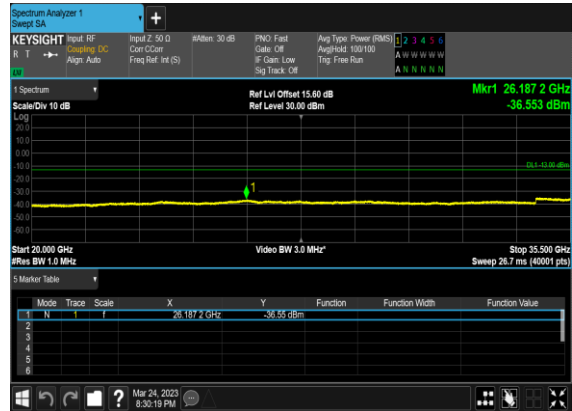 Spectrum Analyzer 1
Swept SA
+
KEYSIGHT Input: RF Input Z: 50 Ω #Atten: 30 dB PNO: Fast Avg Type: Power (RMS) 1 2 3 4 5 6
R T Coupling: DC Corr CCorr Gate: Off Avg|Hold: 100/100 A W W W W W
Align: Auto Freq Ref: Int (S) IF Gain: Low Trig: Free Run
Sig Track: Off A N N N N N
1 Spectrum Ref Lvl Offset 15.60 dB Mkr1 26.187 2 GHz
Scale/Div 10 dB Ref Level 30.00 dBm -36.553 dBm
Log
20.0
10.0
0.00
-10.0 DL1 -13.00 dBm
-20.0
-30.0 1
-40.0
-50.0
-60.0
Start 20.000 GHz Video BW 3.0 MHz* Stop 35.500 GHz
#Res BW 1.0 MHz Sweep 26.7 ms (40001 pts)
5 Marker Table
Mode Trace Scale X Y Function Function Width Function Value
1 N 1 f 26.187 2 GHz -36.55 dBm
2
3
4
5
6
? Mar 24, 2023
8:30:19 PM